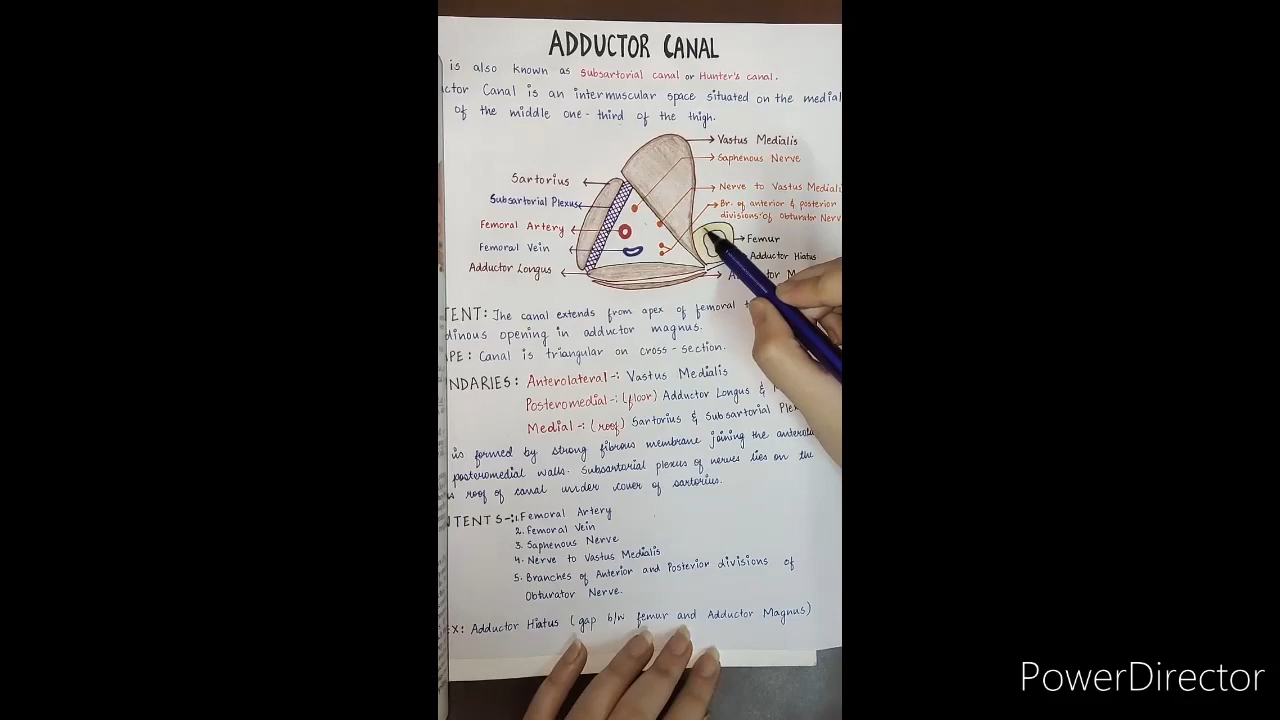 ADDUCTOR CANAL
is also known as Subsartorial canal or Hunter's canal.
ctor Canal is an intermuscular space situated on the medial
of the middle one-third of the thigh.
Vastus Medialis
Saphenous Nerve
Sartorius
Nerve to Vastus Mediali
Subsartorial Plexus
Br. of anterior & posterior
divisions of Obturator Nerv
Femoral Artery
Femoral Vein
Femur
Adductor Hiatus
Adductor Longus
TENT: The canal extends from apex of femoral
dinous opening in adductor magnus.
PE: Canal is triangular on cross-section.
NDARIES: Anterolateral-: Vastus Medialis
Posteromedial-: (floor) Adductor Longus &
Medial-: (roof) Sartorius & Subsartorial Plex
is formed by strong fibrous membrane joining the anterola
posteromedial walls. Subsartorial plexus of nerves lies on the
roof of canal under cover of sartorius.
NTENTS-: 1. Femoral Artery
2. Femoral Vein
3. Saphenous Nerve
4. Nerve to Vastus Medialis
5. Branches of Anterior and Posterior divisions of
Obturator Nerve.
EX: Adductor Hiatus (gap b/w femur and Adductor Magnus)
PowerDirector